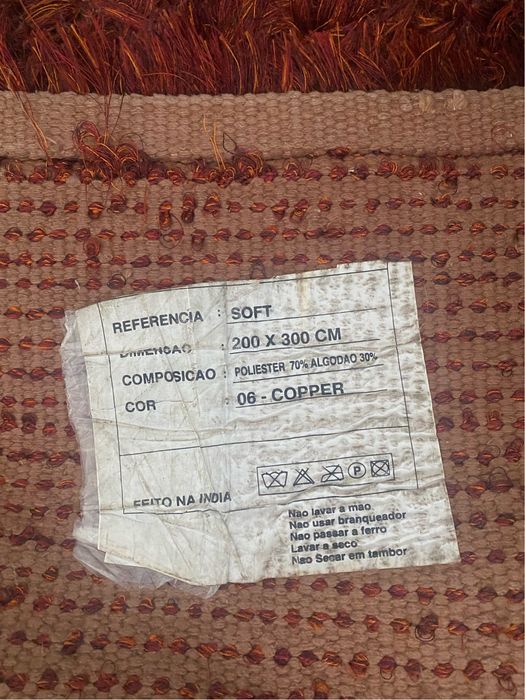 REFERENCIA : SOFT
DIMENCAO : 200 X 300 CM
COMPOSICAO : POLIESTER 70% ALGODAO 30%
COR : 06 - COPPER
FEITO NA INDIA
P
Nao lavar a mao
Nao usar branqueador
Nao passar a ferro
Lavar a seco
Nao Secar em tambor